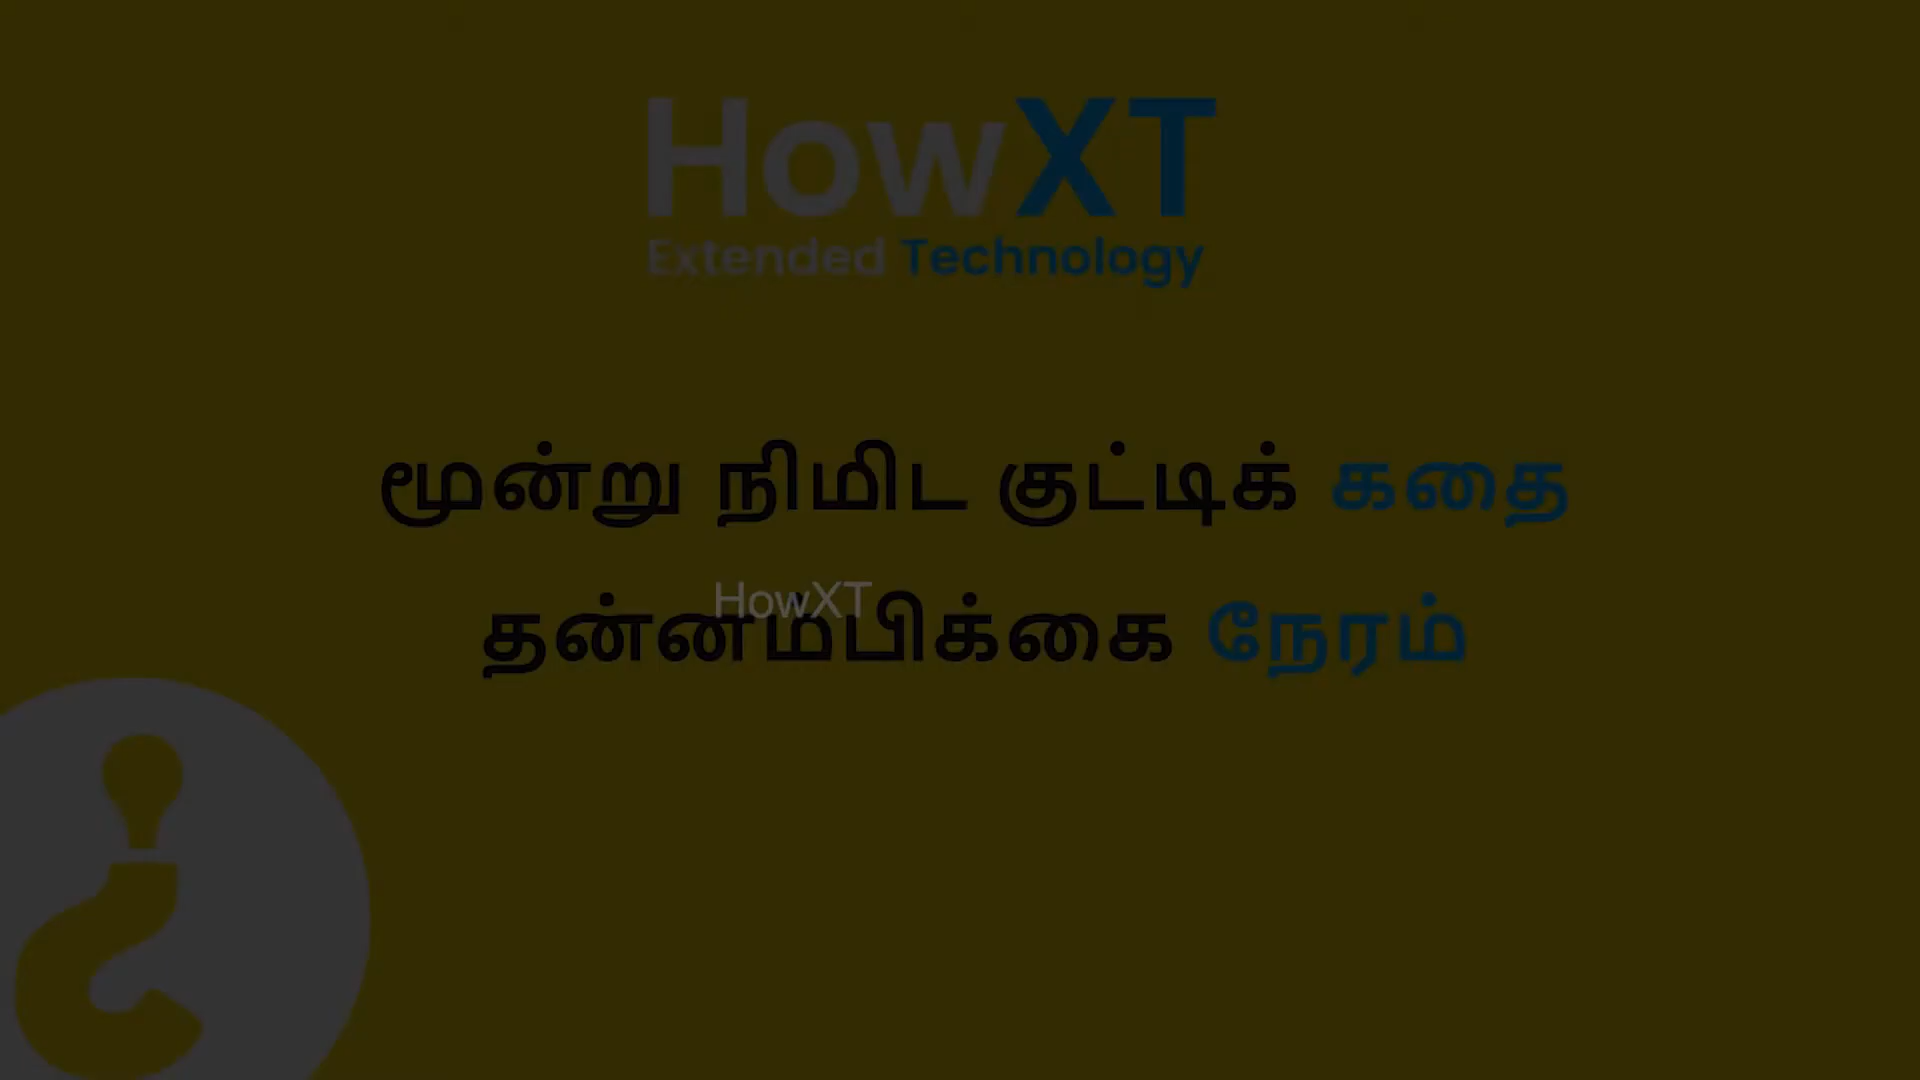 HowXT
Extended Technology
மூன்று நிமிட குட்டிக் கதை
HowXT
தன்னம்பிக்கை நேரம்